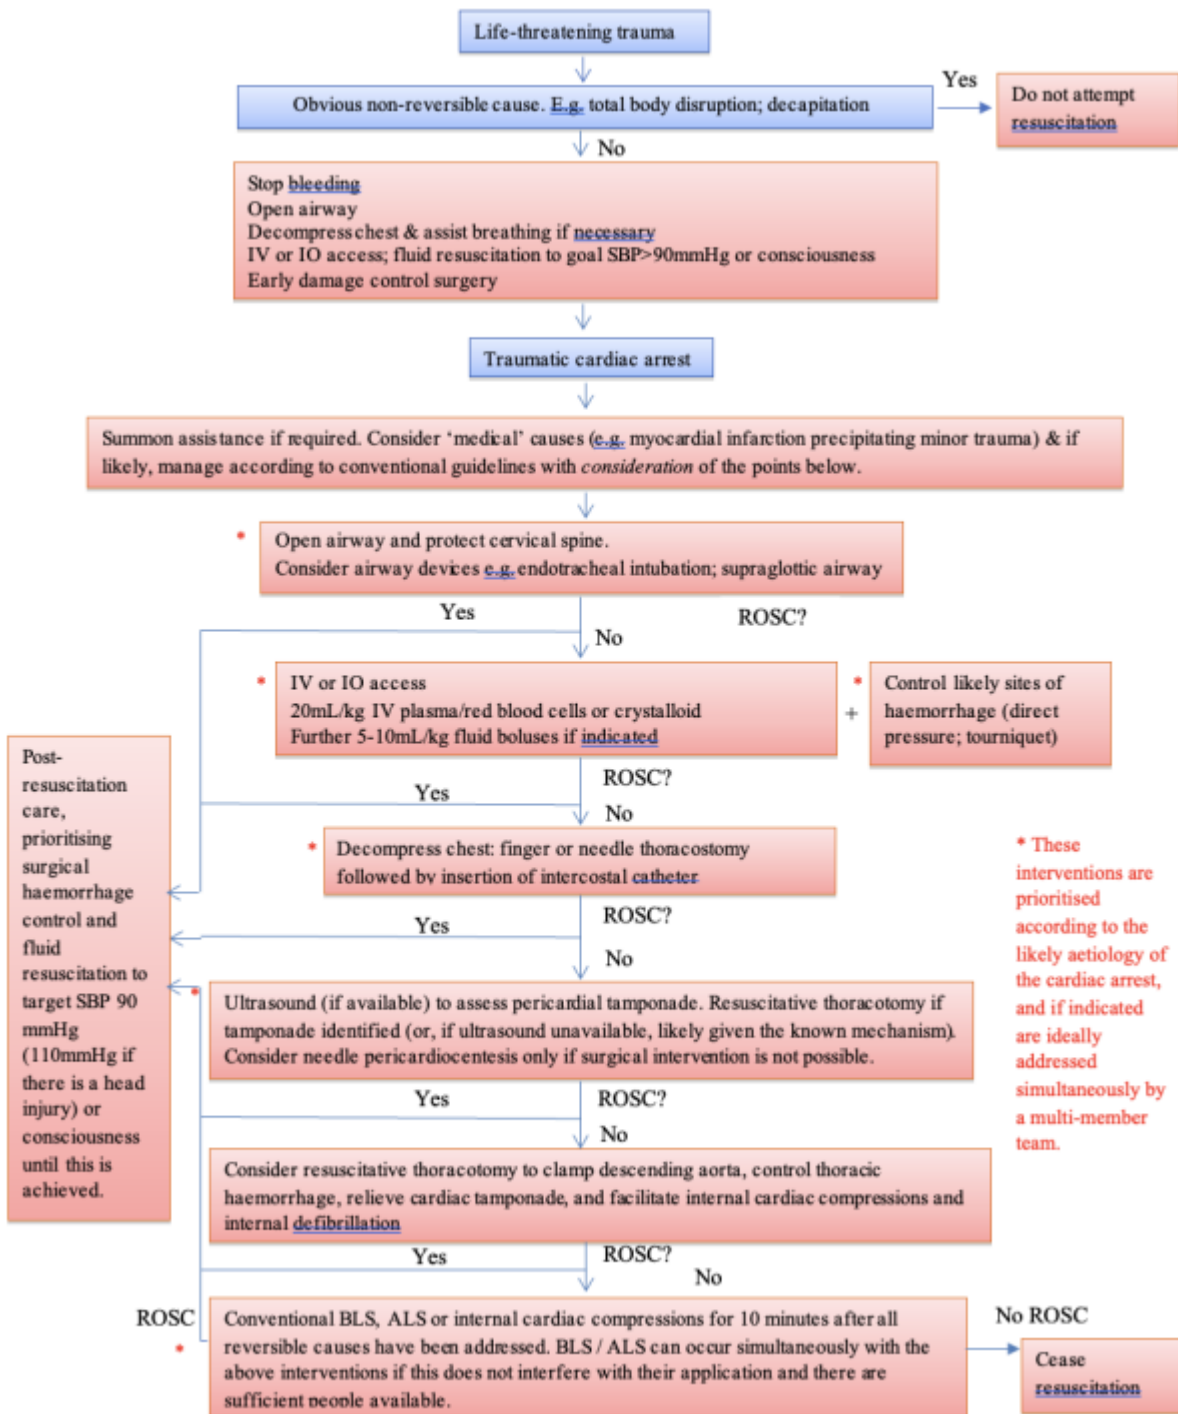 Life-threatening trauma
Obvious non-reversible cause. E.g. total body disruption; decapitation
Yes
Do not attempt
resuscitation
No
Stop bleeding
Open airway
Decompress chest & assist breathing if necessary
IV or IO access; fluid resuscitation to goal SBP>90mmHg or consciousness
Early damage control surgery
Traumatic cardiac arrest
Summon assistance if required. Consider ‘medical’ causes (e.g. myocardial infarction precipitating minor trauma) & if
likely, manage according to conventional guidelines with consideration of the points below.
* Open airway and protect cervical spine.
Consider airway devices e.g. endotracheal intubation; supraglottic airway
Yes
ROSC?
No
* IV or IO access
20mL/kg IV plasma/red blood cells or crystalloid
Further 5-10mL/kg fluid boluses if indicated
+
* Control likely sites of
haemorrhage (direct
pressure; tourniquet)
ROSC?
Yes
No
* Decompress chest: finger or needle thoracostomy
followed by insertion of intercostal catheter
ROSC?
Yes
No
* Ultrasound (if available) to assess pericardial tamponade. Resuscitative thoracotomy if
tamponade identified (or, if ultrasound unavailable, likely given the known mechanism).
Consider needle pericardiocentesis only if surgical intervention is not possible.
Yes
ROSC?
No
Consider resuscitative thoracotomy to clamp descending aorta, control thoracic
haemorrhage, relieve cardiac tamponade, and facilitate internal cardiac compressions and
internal defibrillation
Yes
ROSC?
No
ROSC
*
Conventional BLS, ALS or internal cardiac compressions for 10 minutes after all
reversible causes have been addressed. BLS / ALS can occur simultaneously with the
above interventions if this does not interfere with their application and there are
sufficient people available.
No ROSC
Cease
resuscitation
Post-
resuscitation
care,
prioritising
surgical
haemorrhage
control and
fluid
resuscitation to
target SBP 90
mmHg
(110mmHg if
there is a head
injury) or
consciousness
until this is
achieved.
* These
interventions are
prioritised
according to the
likely aetiology of
the cardiac arrest,
and if indicated
are ideally
addressed
simultaneously by
a multi-member
team.